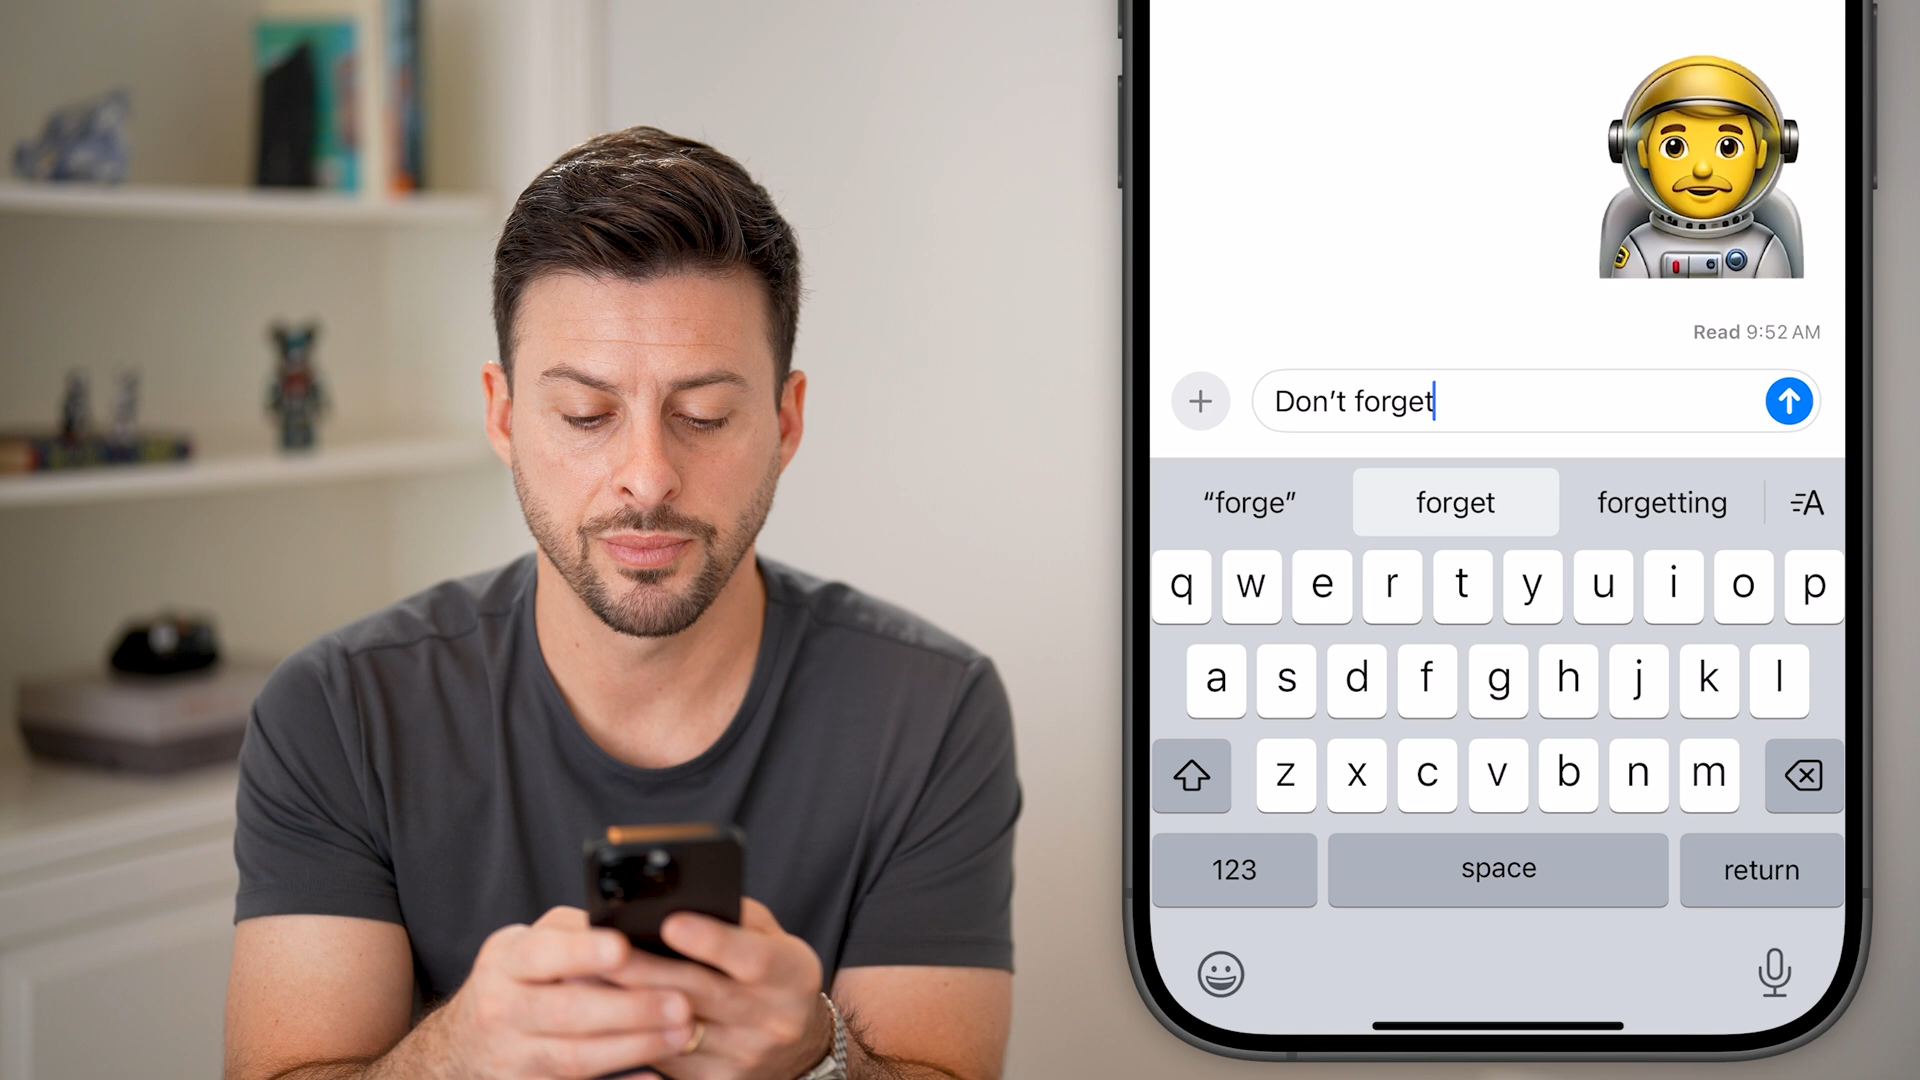 Read 9:52 AM
Don’t forget
“forge” forget forgetting A
q w e r t y u i o p
a s d f g h j k l
z x c v b n m
123 space return